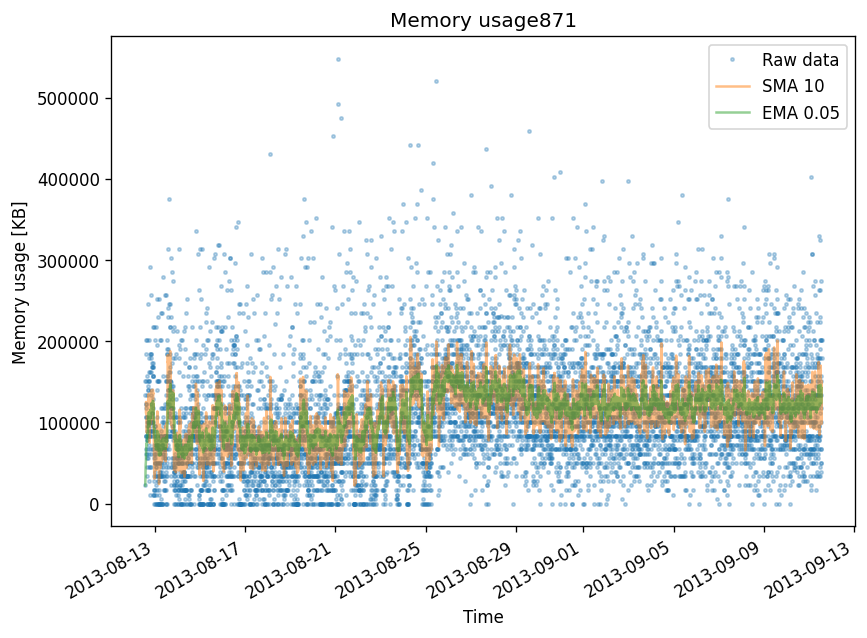 Memory usage871
Raw data
SMA 10
EMA 0.05
500000
400000
300000
200000
100000
0
Memory usage [KB]
2013-08-13
2013-08-17
2013-08-21
2013-08-25
2013-08-29
2013-09-01
2013-09-05
2013-09-09
2013-09-13
Time